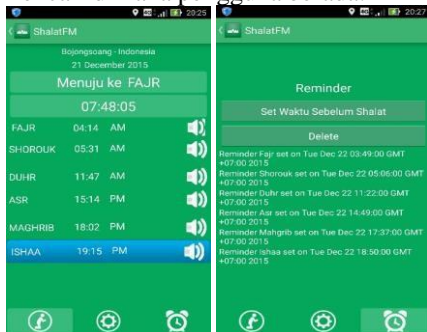 20:25
ShalatFM
Bojongsoang - Indonesia
21 December 2015
Menuju ke FAJR
07:48:05
FAJR 04:14 AM
SHOROUK 05:31 AM
DUHR 11:47 AM
ASR 15:14 PM
MAGHRIB 18:02 PM
ISHAA 19:15 PM
20:27
ShalatFM
Reminder
Set Waktu Sebelum Shalat
Delete
Reminder Fajr set on Tue Dec 22 03:49:00 GMT
+07:00 2015
Reminder Shorouk set on Tue Dec 22 05:06:00 GMT
+07:00 2015
Reminder Duhr set on Tue Dec 22 11:22:00 GMT
+07:00 2015
Reminder Asr set on Tue Dec 22 14:49:00 GMT
+07:00 2015
Reminder Mahgrib set on Tue Dec 22 17:37:00 GMT
+07:00 2015
Reminder Ishaa set on Tue Dec 22 18:50:00 GMT
+07:00 2015